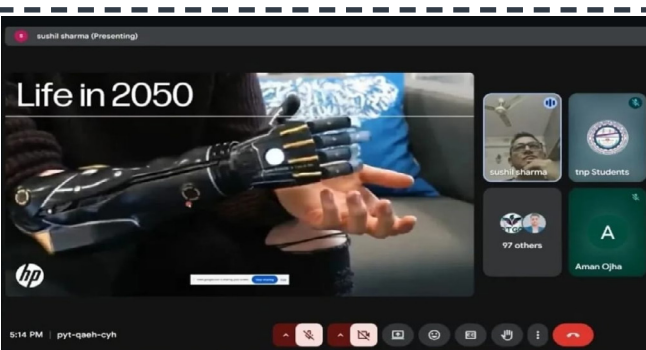 S
sushil sharma (Presenting)
Life in 2050
hp
sushil sharma
tnp Students
97 others
A
Aman Ojha
5:14 PM | pyt-qaeh-cyh